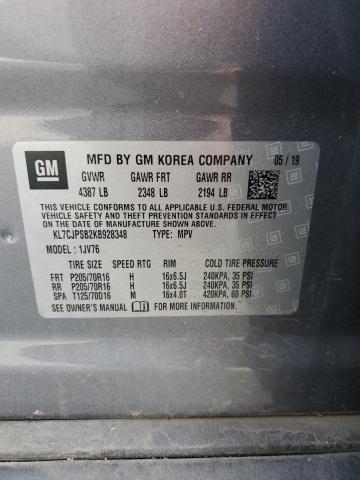 GM
MFD BY GM KOREA COMPANY 05 / 19
GVWR GAWR FRT GAWR RR
4387 LB 2348 LB 2194 LB
THIS VEHICLE CONFORMS TO ALL APPLICABLE U.S. FEDERAL MOTOR
VEHICLE SAFETY AND THEFT PREVENTION STANDARDS IN EFFECT
ON THE DATE OF MANUFACTURE SHOWN ABOVE.
KL7CJPSB2KB928348 TYPE: MPV
MODEL: 1JV76
TIRE SIZE SPEED RTG RIM COLD TIRE PRESSURE
FRT P205/70R16 H 16x6.5J 240KPA, 35 PSI
RR P205/70R16 H 16x6.5J 240KPA, 35 PSI
SPA T125/70D16 M 16x4.0T 420KPA, 60 PSI
SEE OWNER'S MANUAL FOR MORE INFORMATION.